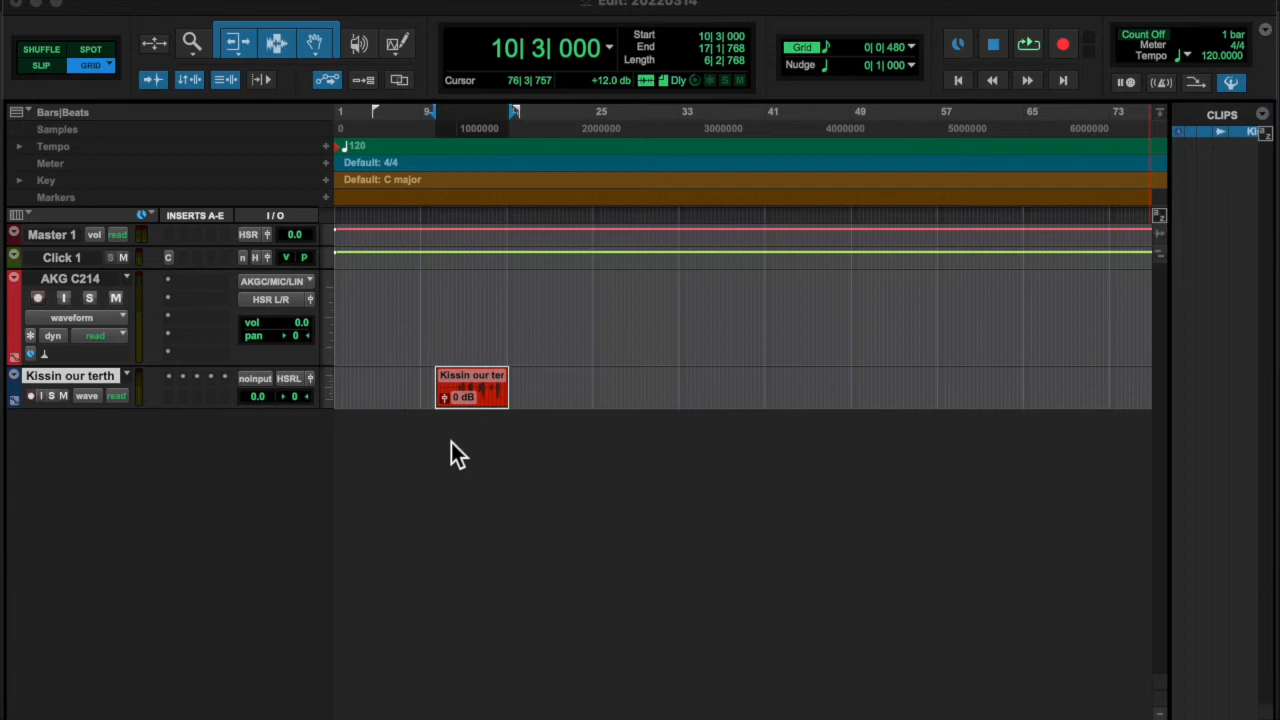 Edit: 20220314
SHUFFLE SPOT
SLIP GRID
10| 3| 000
Start 10| 3| 000
End 17| 1| 768
Length 6| 2| 768
Cursor 76| 3| 757 +12.0 db Dly S M
Grid 0| 0| 480
Nudge 0| 1| 000
Count Off 1 bar
Meter 4/4
Tempo 120.0000
Bars|Beats 1 9 25 33 41 49 57 65 73
Samples 0 1000000 2000000 3000000 4000000 5000000 6000000
Tempo + 120
Meter + Default: 4/4
Key + Default: C major
Markers +
CLIPS
Ki
a z
INSERTS A-E I / O
a z
Master 1 vol read HSR 0.0
Click 1 S M C n H v p
AKG C214 AKGC/MIC/LIN
I S M HSR L/R
waveform vol 0.0
dyn read pan 0
Kissin our terth noinput HSRL Kissin our ter
I S M wave read 0.0 0 0 dB